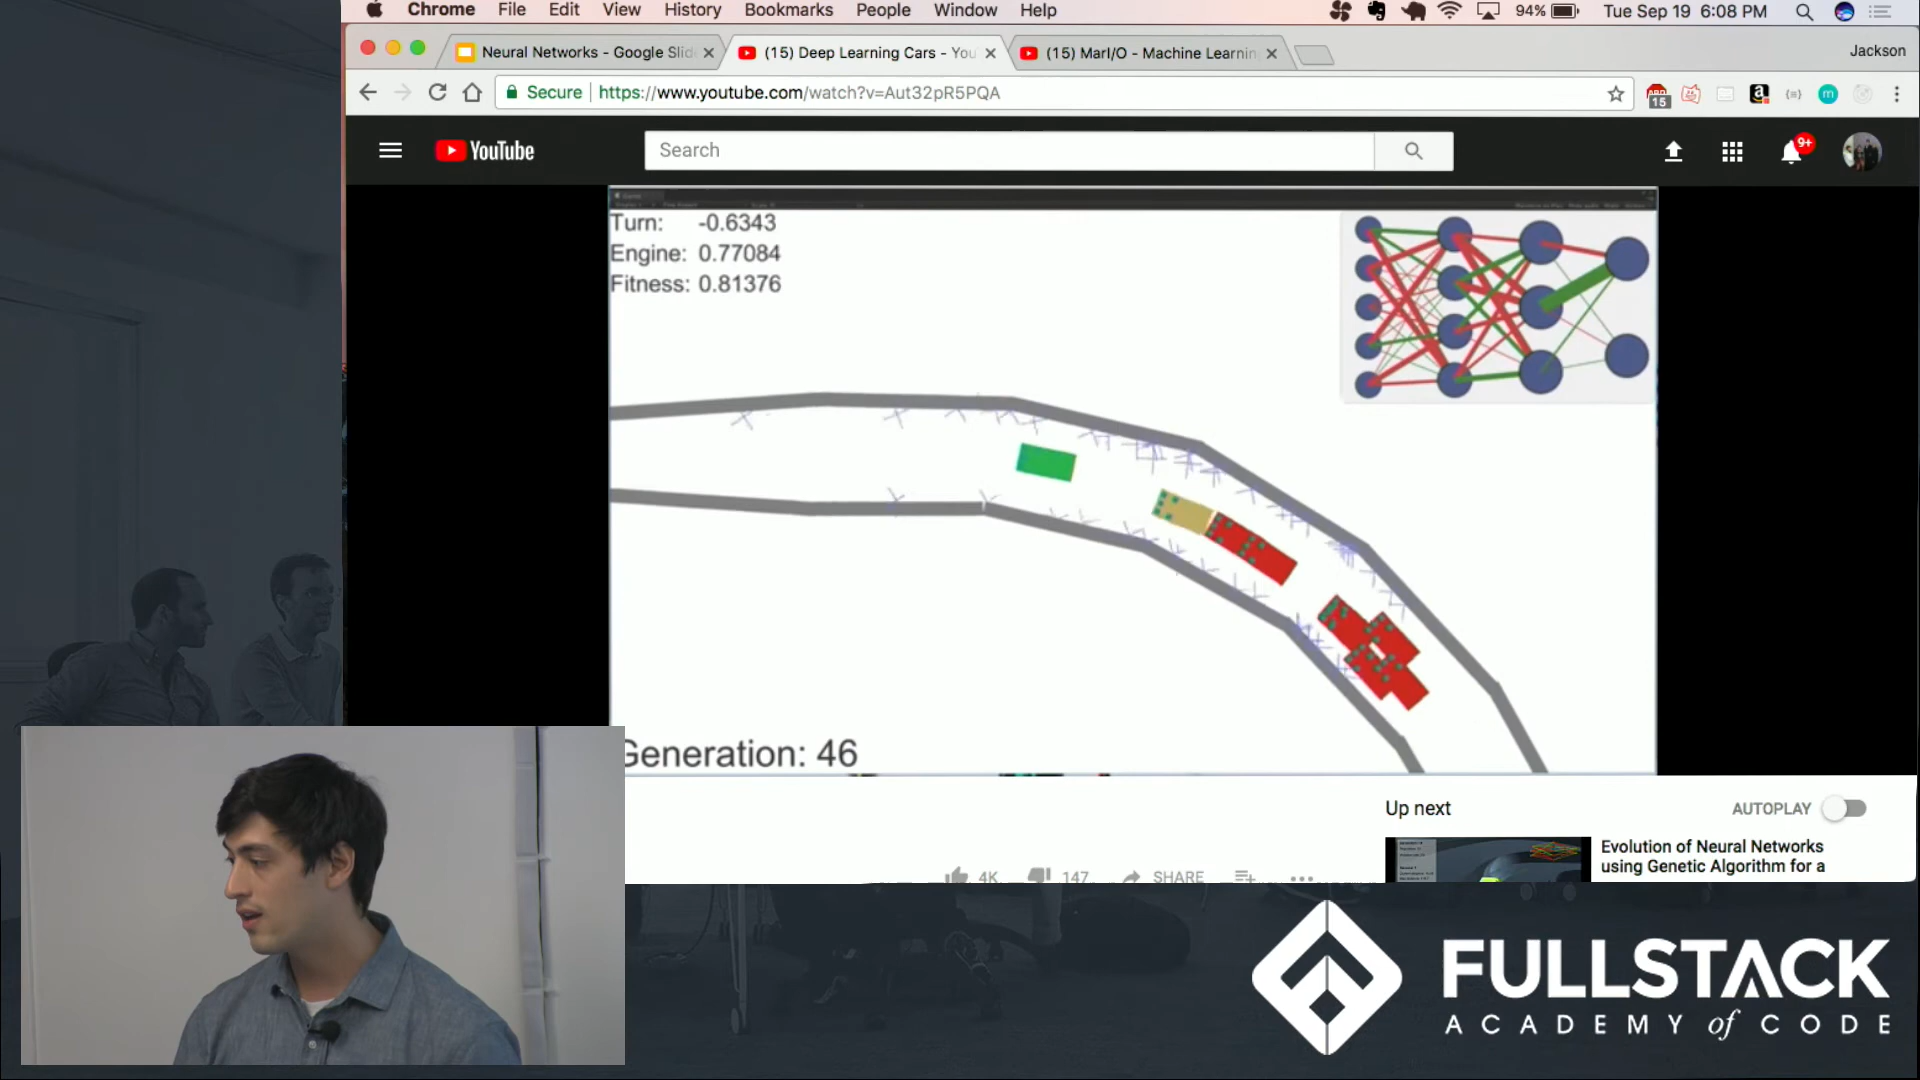 Chrome File Edit View History Bookmarks People Window Help 94% Tue Sep 19 6:08 PM
Neural Networks - Google Slid (15) Deep Learning Cars - You (15) MarI/O - Machine Learnin Jackson
Secure https://www.youtube.com/watch?v=Aut32pR5PQA 15
YouTube Search 9+
Turn: -0.6343
Engine: 0.77084
Fitness: 0.81376
Generation: 46
Up next AUTOPLAY
Evolution of Neural Networks
using Genetic Algorithm for a
4K 147 SHARE
FULLSTACK
ACADEMY of CODE